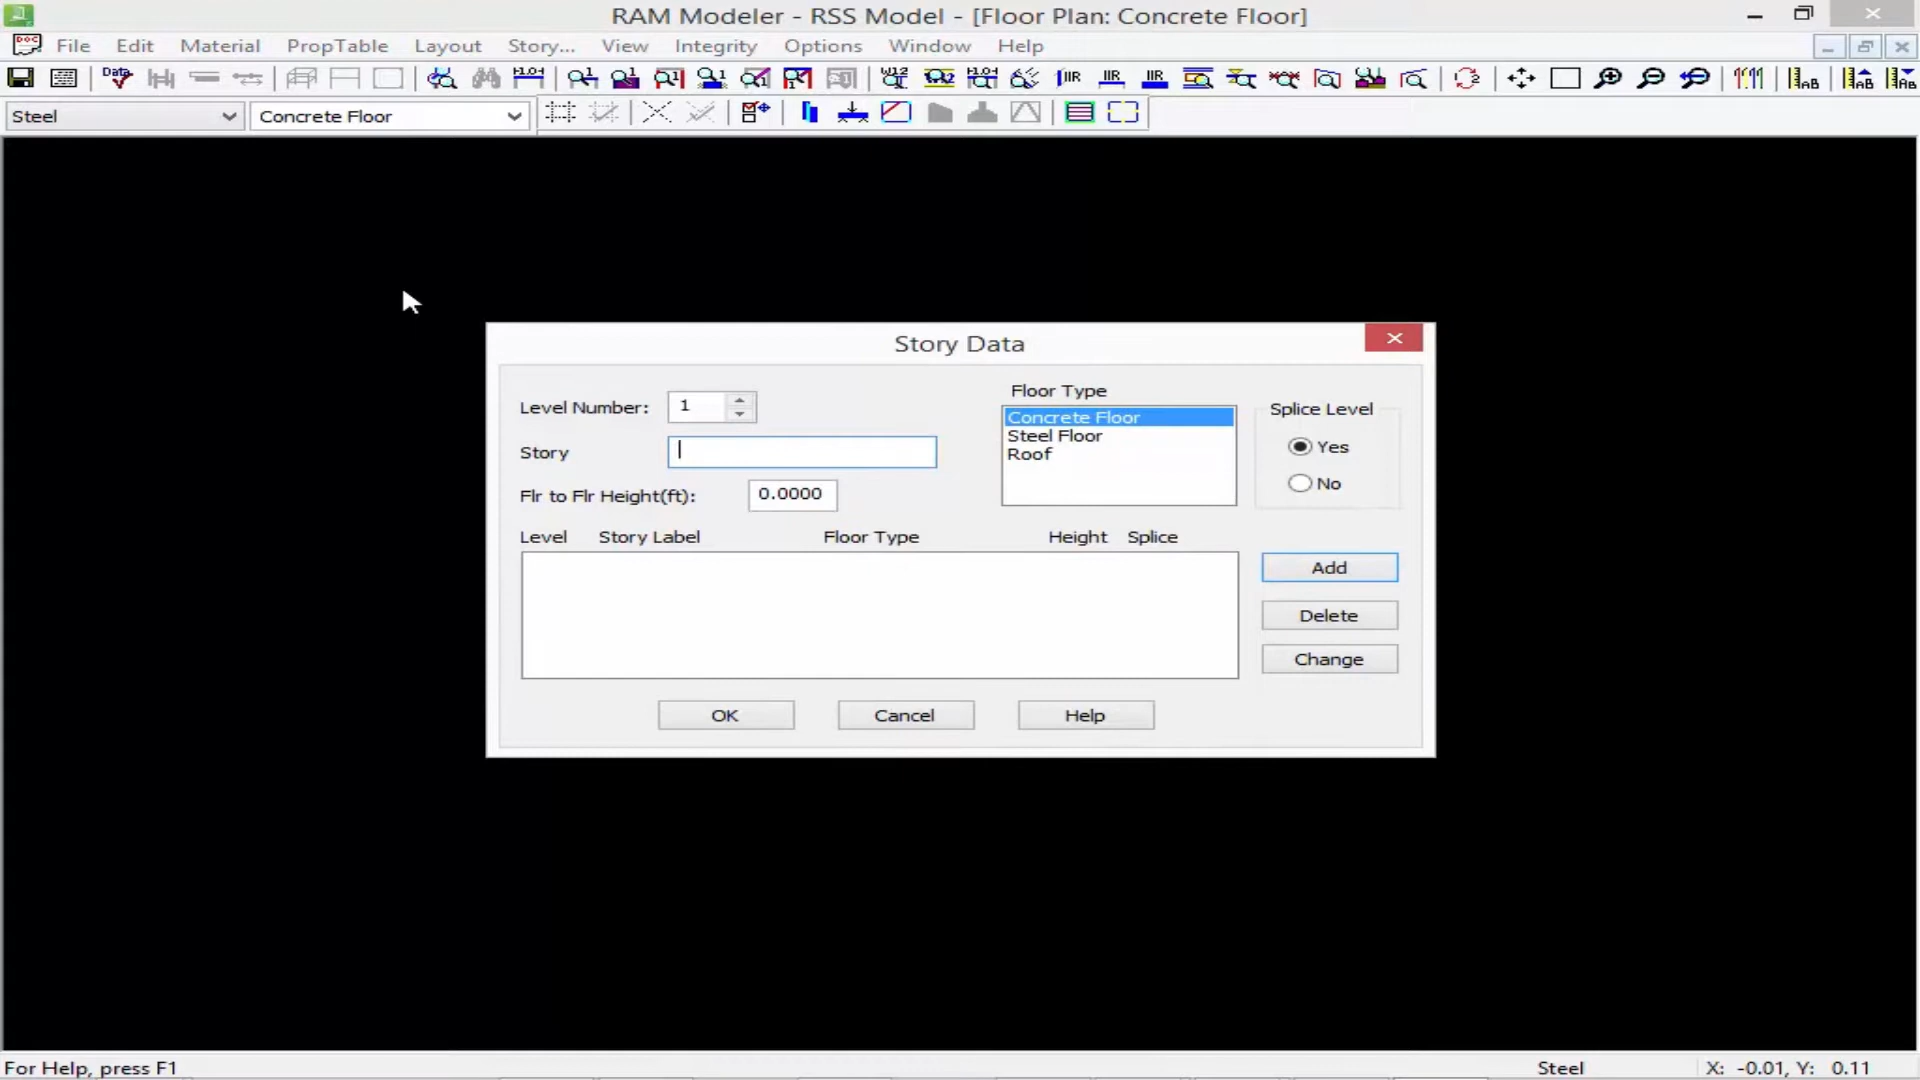 RAM Modeler - RSS Model - [Floor Plan: Concrete Floor]
File Edit Material PropTable Layout Story... View Integrity Options Window Help
Data
Steel Concrete Floor
Story Data
Level Number: 1
Story
Flr to Flr Height(ft): 0.0000
Floor Type
Concrete Floor
Steel Floor
Roof
Splice Level
Yes
No
Level Story Label Floor Type Height Splice
Add
Delete
Change
OK Cancel Help
For Help, press F1 Steel X: -0.01, Y: 0.11